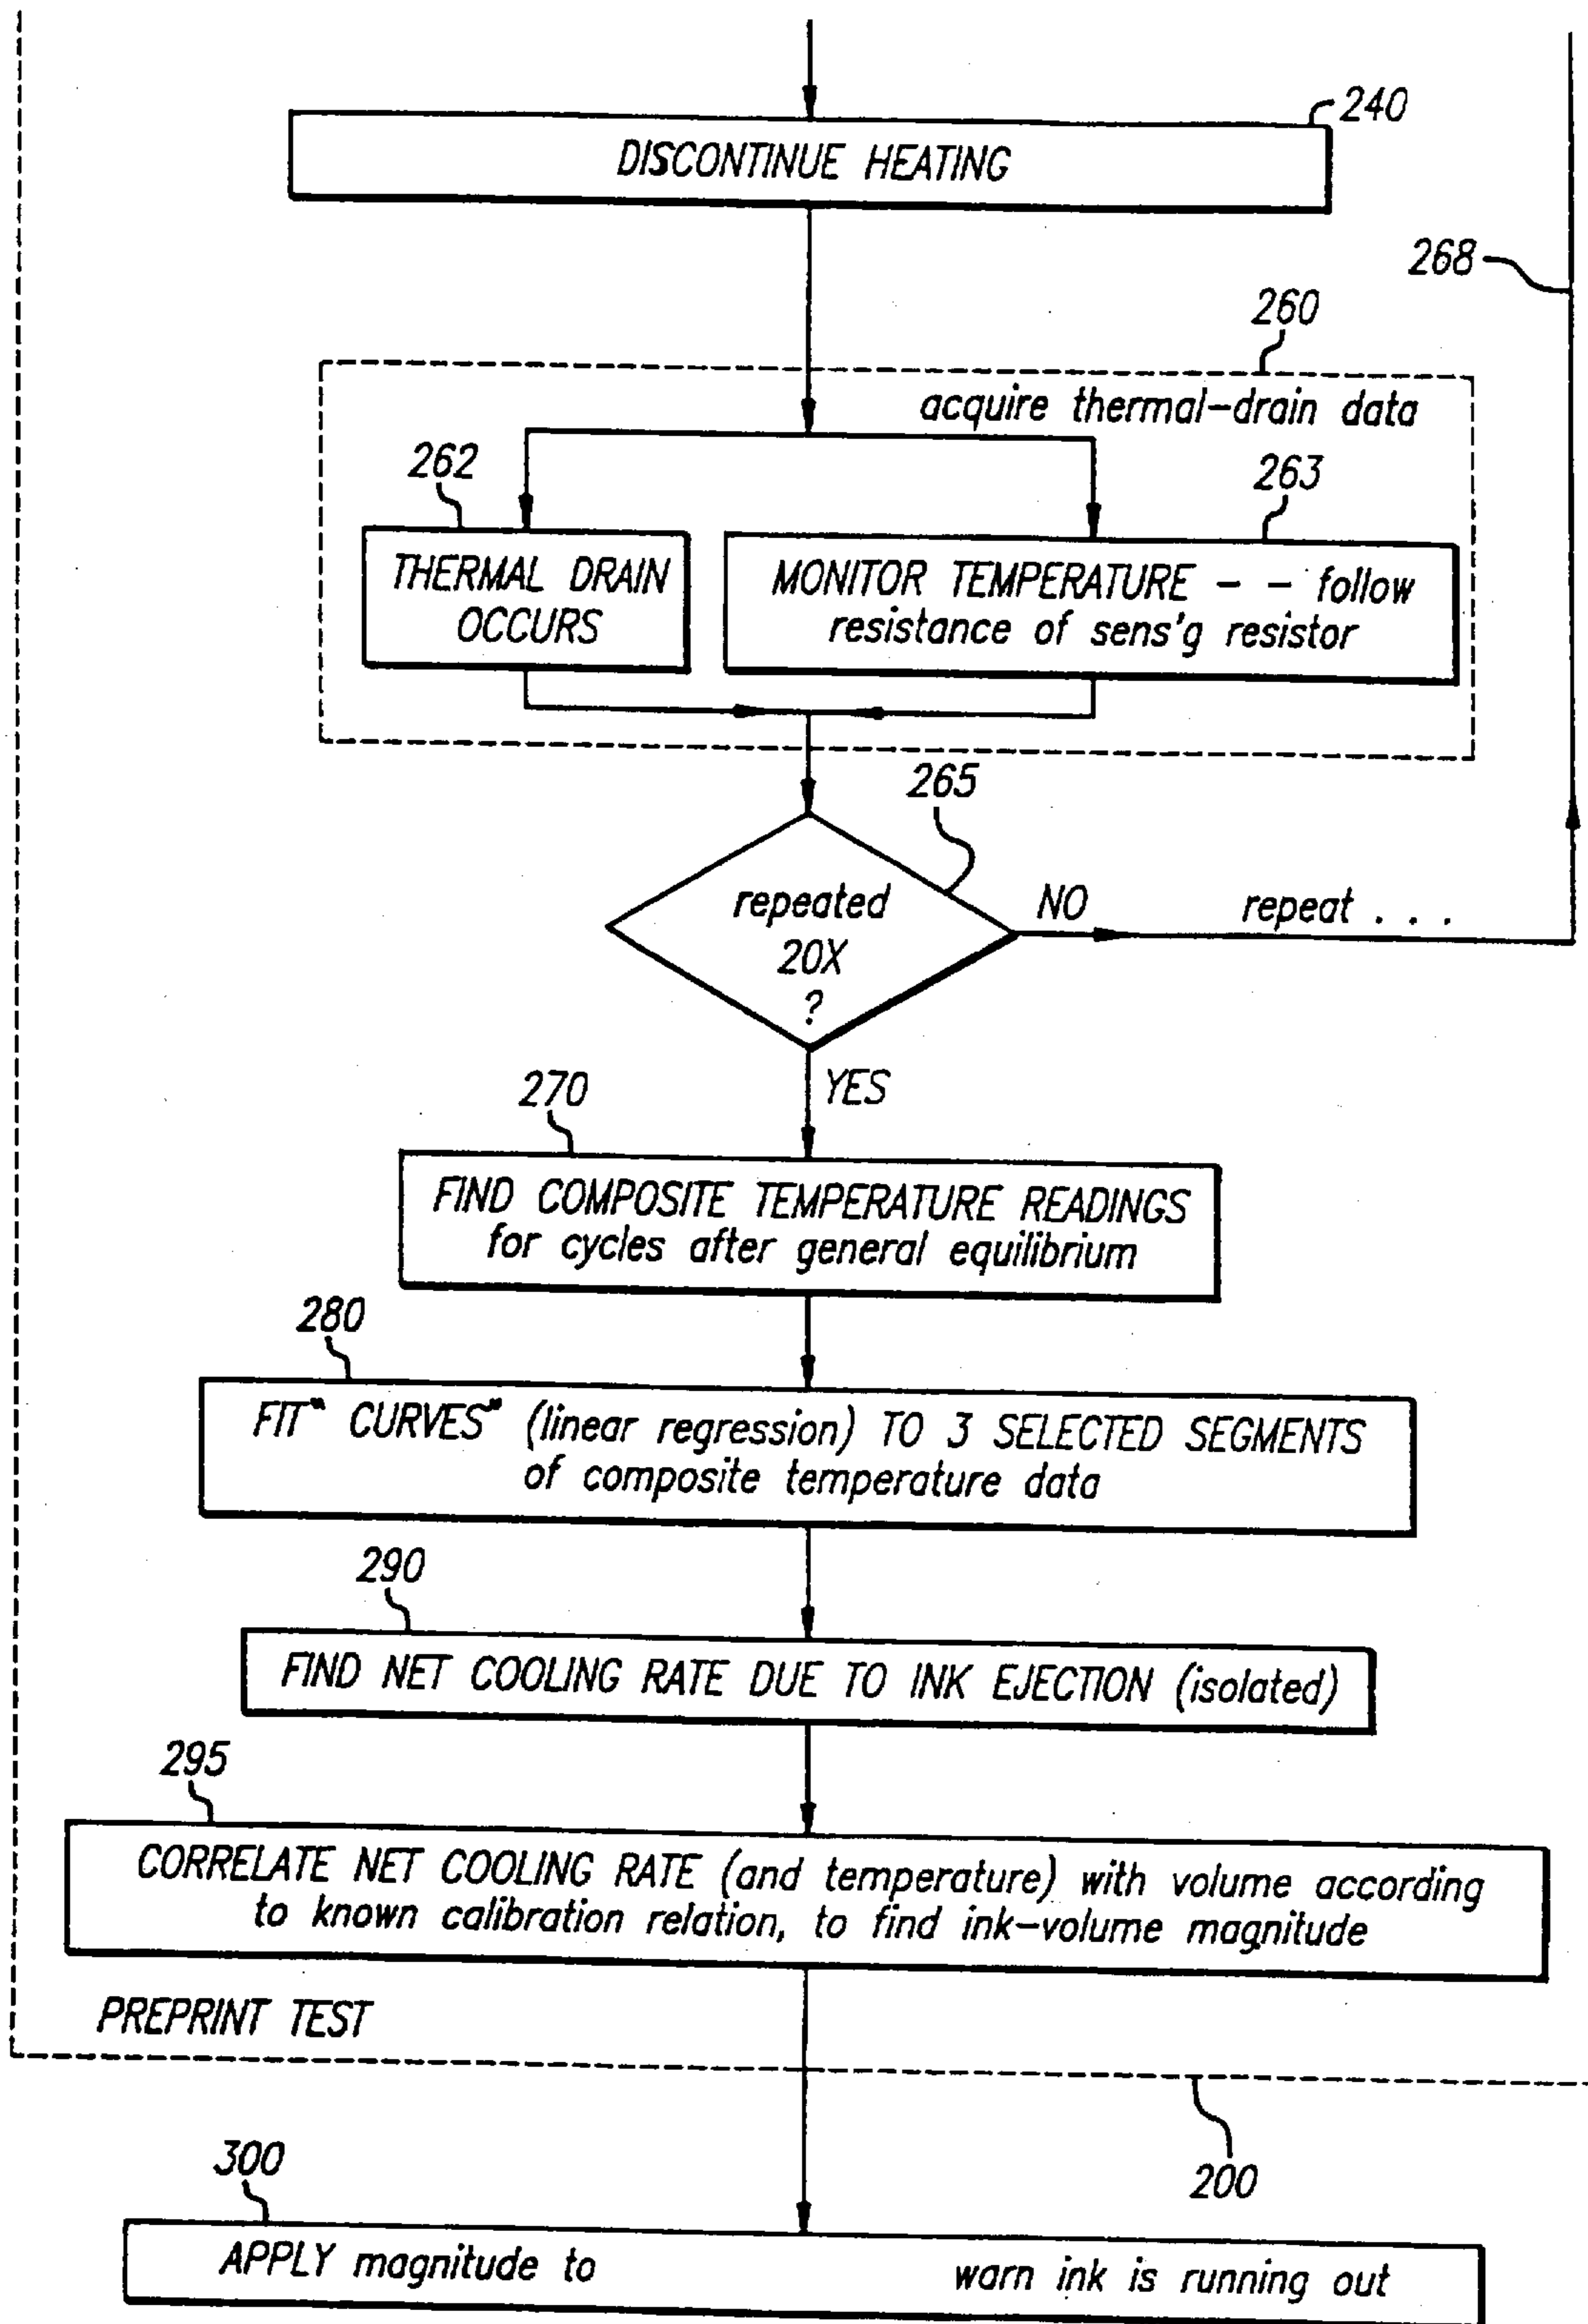 240
DISCONTINUE HEATING
268
260
acquire thermal-drain data
262
263
THERMAL DRAIN
OCCURS
MONITOR TEMPERATURE - - follow
resistance of sens'g resistor
265
repeated
20X
?
NO
repeat . . .
YES
270
FIND COMPOSITE TEMPERATURE READINGS
for cycles after general equilibrium
280
FIT" CURVES" (linear regression) TO 3 SELECTED SEGMENTS
of composite temperature data
290
FIND NET COOLING RATE DUE TO INK EJECTION (isolated)
295
CORRELATE NET COOLING RATE (and temperature) with volume according
to known calibration relation, to find ink-volume magnitude
PREPRINT TEST
200
300
APPLY magnitude to warn ink is running out